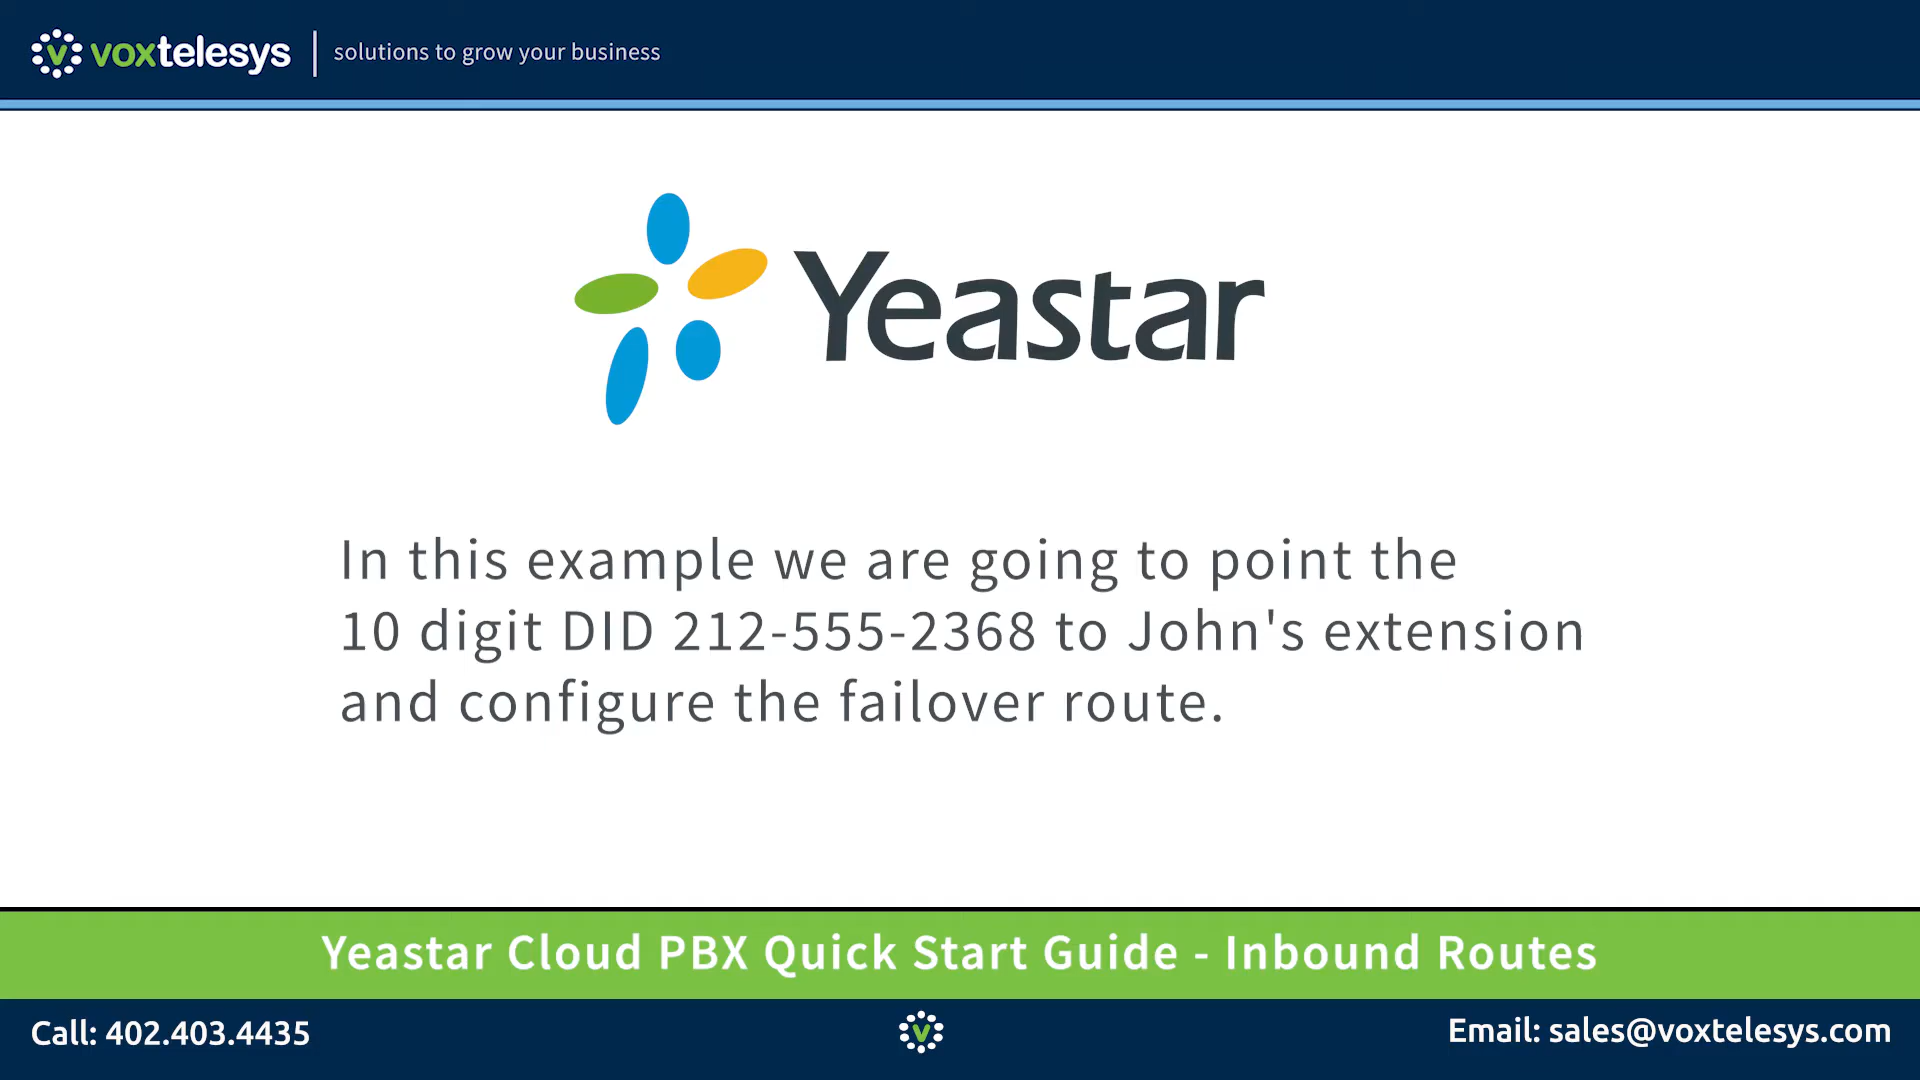 voxtelesys
solutions to grow your business
Yeastar
In this example we are going to point the
10 digit DID 212-555-2368 to John's extension
and configure the failover route.
Yeastar Cloud PBX Quick Start Guide - Inbound Routes
Call: 402.403.4435
v
Email: sales@voxtelesys.com